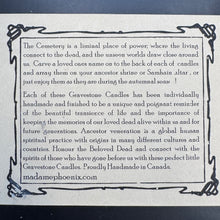 The Cemetery is a liminal place of power, where the living
connect to the dead, and the unseen worlds draw close around
us. Carve a loved ones name on to the back of each of candles
and array them on your ancestor shrine or Samhain altar , or
just enjoy them as they are during the autumnal season !
Each of these Gravestone Candles has been individually
handmade and finished to be a unique and poignant reminder
of the beautiful transience of life and the importance of
keeping the memories of our loved dead alive within us and for
future generations. Ancestor veneration is a global human
spiritual practice with origins in many different cultures and
countries. Honour the Beloved Dead and connect with the
spirits of those who have gone before us with these perfect little
Gravestone Candles. Proudly Handmade in Canada.
madamephoenix.com